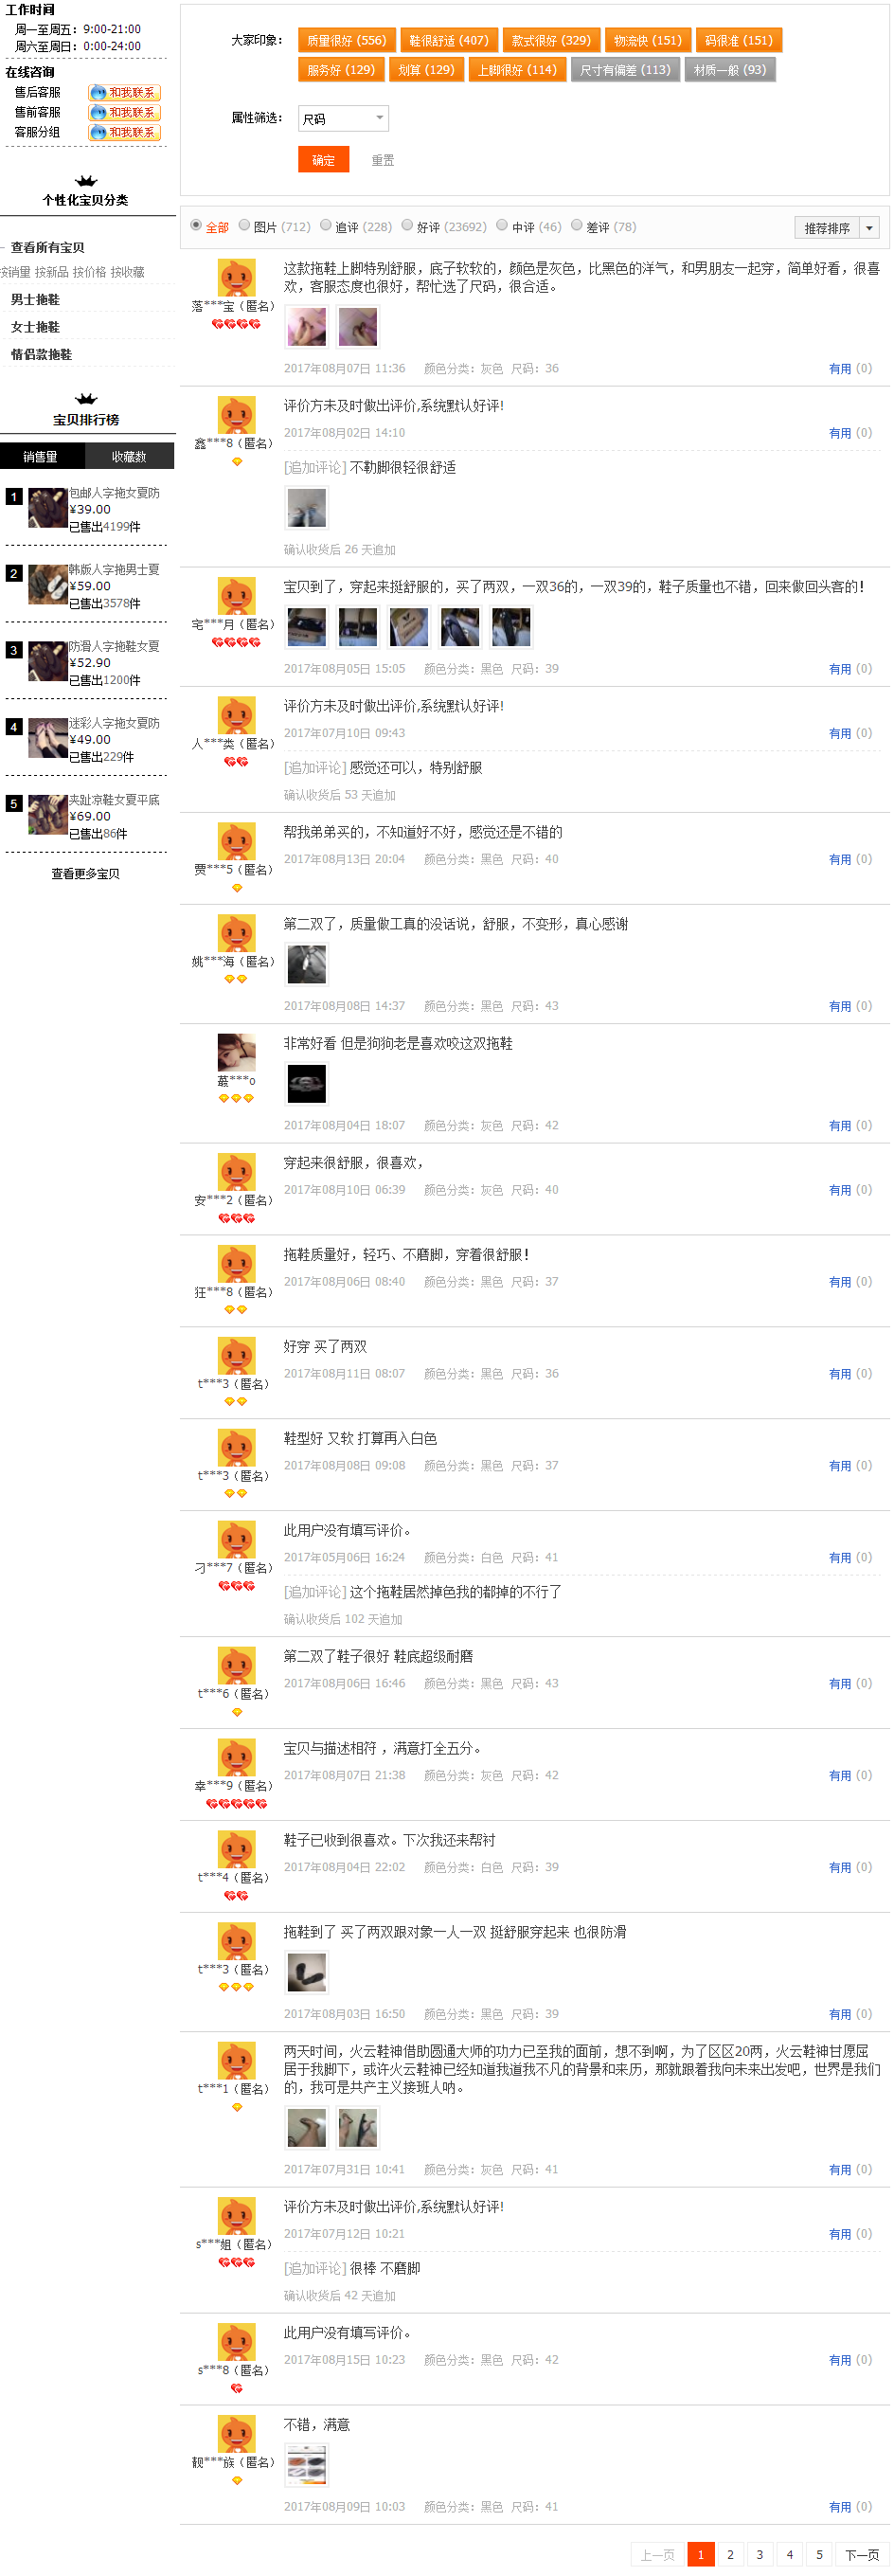 工作时间
周一至周五：9:00-21:00
周六至周日：0:00-24:00
在线咨询
售后客服 和我联系
售前客服 和我联系
客服分组 和我联系
个性化宝贝分类
查看所有宝贝
按销量 按新品 按价格 按收藏
男士拖鞋
女士拖鞋
情侣款拖鞋
宝贝排行榜
销售量 收藏数
1 包邮人字拖女夏防
¥39.00
已售出4199件
2 韩版人字拖男士夏
¥59.00
已售出3578件
3 防滑人字拖鞋女夏
¥52.90
已售出1200件
4 迷彩人字拖女夏防
¥49.00
已售出229件
5 夹趾凉鞋女夏平底
¥69.00
已售出86件
查看更多宝贝
大家印象： 质量很好 (556) 鞋很舒适 (407) 款式很好 (329) 物流快 (151) 码很准 (151)
服务好 (129) 划算 (129) 上脚很好 (114) 尺寸有偏差 (113) 材质一般 (93)
属性筛选： 尺码
确定 重置
全部 图片 (712) 追评 (228) 好评 (23692) 中评 (46) 差评 (78) 推荐排序
这款拖鞋上脚特别舒服，底子软软的，颜色是灰色，比黑色的洋气，和男朋友一起穿，简单好看，很喜
欢，客服态度也很好，帮忙选了尺码，很合适。
落***宝（匿名）
2017年08月07日 11:36 颜色分类：灰色 尺码：36 有用 (0)
评价方未及时做出评价,系统默认好评!
鑫***8（匿名）
2017年08月02日 14:10 有用 (0)
[追加评论] 不勒脚很轻很舒适
确认收货后 26 天追加
宝贝到了，穿起来挺舒服的，买了两双，一双36的，一双39的，鞋子质量也不错，回来做回头客的！
宅***月（匿名）
2017年08月05日 15:05 颜色分类：黑色 尺码：39 有用 (0)
评价方未及时做出评价,系统默认好评!
人***类（匿名）
2017年07月10日 09:43 有用 (0)
[追加评论] 感觉还可以，特别舒服
确认收货后 53 天追加
帮我弟弟买的，不知道好不好，感觉还是不错的
贾***5（匿名）
2017年08月13日 20:04 颜色分类：黑色 尺码：40 有用 (0)
第二双了，质量做工真的没话说，舒服，不变形，真心感谢
姚***海（匿名）
2017年08月08日 14:37 颜色分类：黑色 尺码：43 有用 (0)
非常好看 但是狗狗老是喜欢咬这双拖鞋
***o
2017年08月04日 18:07 颜色分类：灰色 尺码：42 有用 (0)
穿起来很舒服，很喜欢，
安***2（匿名）
2017年08月10日 06:39 颜色分类：灰色 尺码：40 有用 (0)
拖鞋质量好，轻巧、不磨脚，穿着很舒服！
狂***8（匿名）
2017年08月06日 08:40 颜色分类：黑色 尺码：37 有用 (0)
好穿 买了两双
t***3（匿名）
2017年08月11日 08:07 颜色分类：黑色 尺码：36 有用 (0)
鞋型好 又软 打算再入白色
t***3（匿名）
2017年08月08日 09:08 颜色分类：黑色 尺码：37 有用 (0)
此用户没有填写评价。
刁***7（匿名）
2017年05月06日 16:24 颜色分类：白色 尺码：41 有用 (0)
[追加评论] 这个拖鞋居然掉色我的都掉的不行了
确认收货后 102 天追加
第二双了鞋子很好 鞋底超级耐磨
t***6（匿名）
2017年08月06日 16:46 颜色分类：黑色 尺码：43 有用 (0)
宝贝与描述相符 ，满意打全五分。
幸***9（匿名）
2017年08月07日 21:38 颜色分类：灰色 尺码：42 有用 (0)
鞋子已收到很喜欢。下次我还来帮衬
t***4（匿名）
2017年08月04日 22:02 颜色分类：白色 尺码：39 有用 (0)
拖鞋到了 买了两双跟对象一人一双 挺舒服穿起来 也很防滑
t***3（匿名）
2017年08月03日 16:50 颜色分类：黑色 尺码：39 有用 (0)
两天时间，火云鞋神借助圆通大师的功力已至我的面前，想不到啊，为了区区20两，火云鞋神甘愿屈
居于我脚下，或许火云鞋神已经知道我道我不凡的背景和来历，那就跟着我向未来出发吧，世界是我们
的，我可是共产主义接班人呐。
t***1（匿名）
2017年07月31日 10:41 颜色分类：灰色 尺码：41 有用 (0)
评价方未及时做出评价,系统默认好评!
s***姐（匿名）
2017年07月12日 10:21 有用 (0)
[追加评论] 很棒 不磨脚
确认收货后 42 天追加
此用户没有填写评价。
s***8（匿名）
2017年08月15日 10:23 颜色分类：黑色 尺码：42 有用 (0)
不错，满意
靓***族（匿名）
2017年08月09日 10:03 颜色分类：黑色 尺码：41 有用 (0)
上一页 1 2 3 4 5 下一页